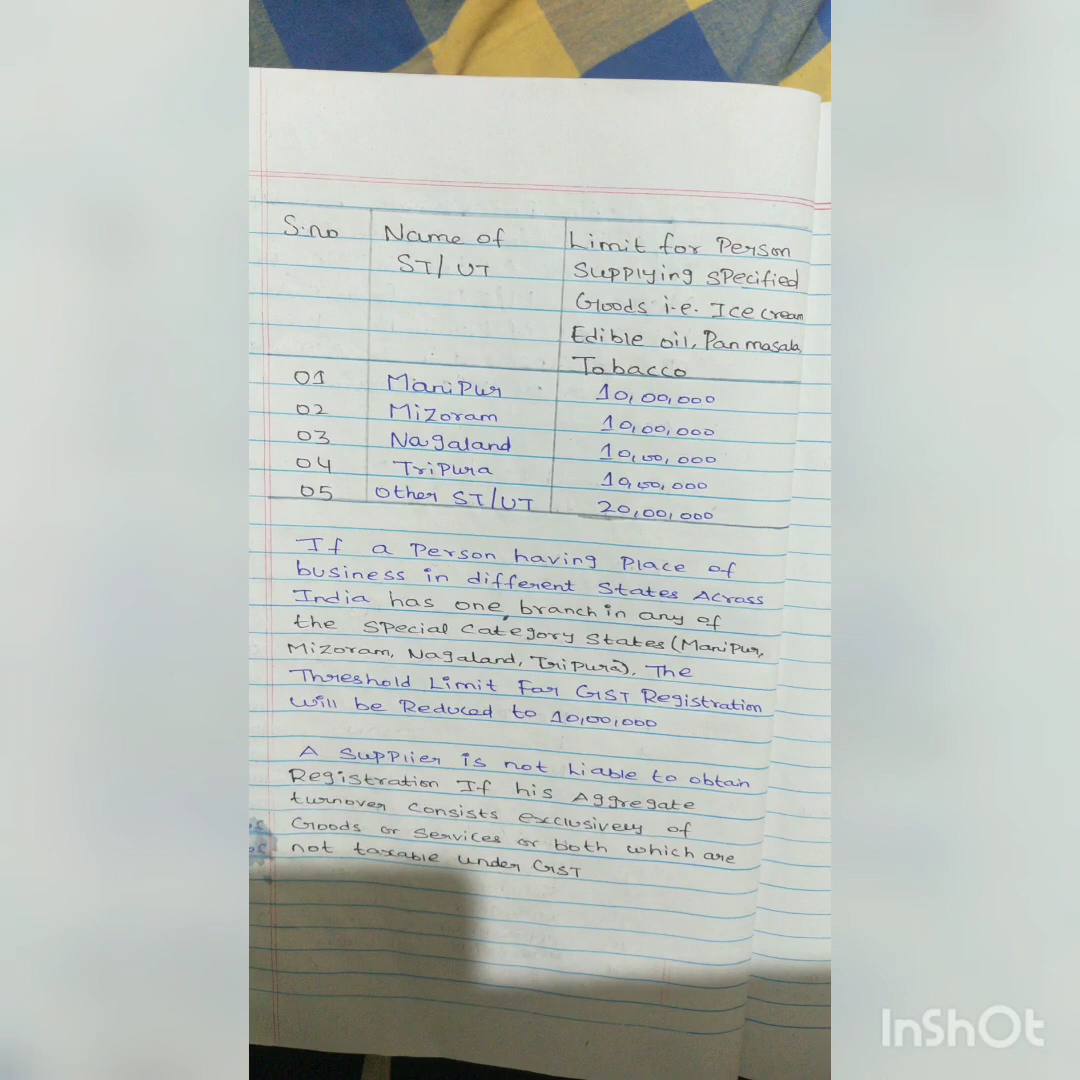 S.no Name of Limit for Person
ST/ UT Supplying specified
Goods i.e. Ice cream
Edible oil, Pan masala,
Tobacco
01 Manipur 10,00,000
02 Mizoram 10,00,000
03 Nagaland 10,00,000
04 Tripura 10,00,000
05 Other ST/UT 20,00,000
If a Person having Place of
business in different States Across
India has one branch in any of
the Special Category States (Manipur,
Mizoram, Nagaland, Tripura). The
Threshold Limit For GST Registration
will be Reduced to 10,00,000
A Supplier is not Liable to obtain
Registration If his Aggregate
turnover consists exclusively of
Goods or Services or both which are
not taxable under GST
InShOt